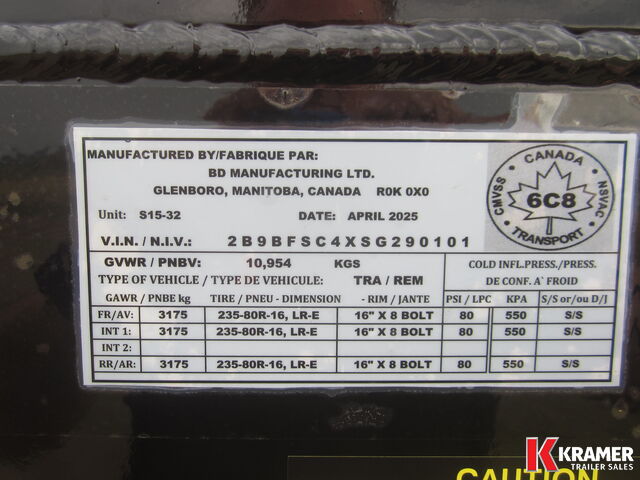 MANUFACTURED BY/FABRIQUE PAR:
BD MANUFACTURING LTD.
GLENBORO, MANITOBA, CANADA R0K 0X0
Unit: S15-32 DATE: APRIL 2025
V.I.N. / N.I.V.: 2B9BFSC4XSG290101
CANADA
CMVSS 6C8 NSVAC
TRANSPORT
GVWR / PNBV: 10,954 KGS COLD INFL.PRESS./PRESS.
TYPE OF VEHICLE / TYPE DE VEHICULE: TRA / REM DE CONF. A` FROID
GAWR / PNBE kg TIRE / PNEU - DIMENSION - RIM / JANTE PSI / LPC KPA S/S or/ou D/J
FR/AV: 3175 235-80R-16, LR-E 16" X 8 BOLT 80 550 S/S
INT 1: 3175 235-80R-16, LR-E 16" X 8 BOLT 80 550 S/S
INT 2:
RR/AR: 3175 235-80R-16, LR-E 16" X 8 BOLT 80 550 S/S
CAUTION
K KRAMER
TRAILER SALES